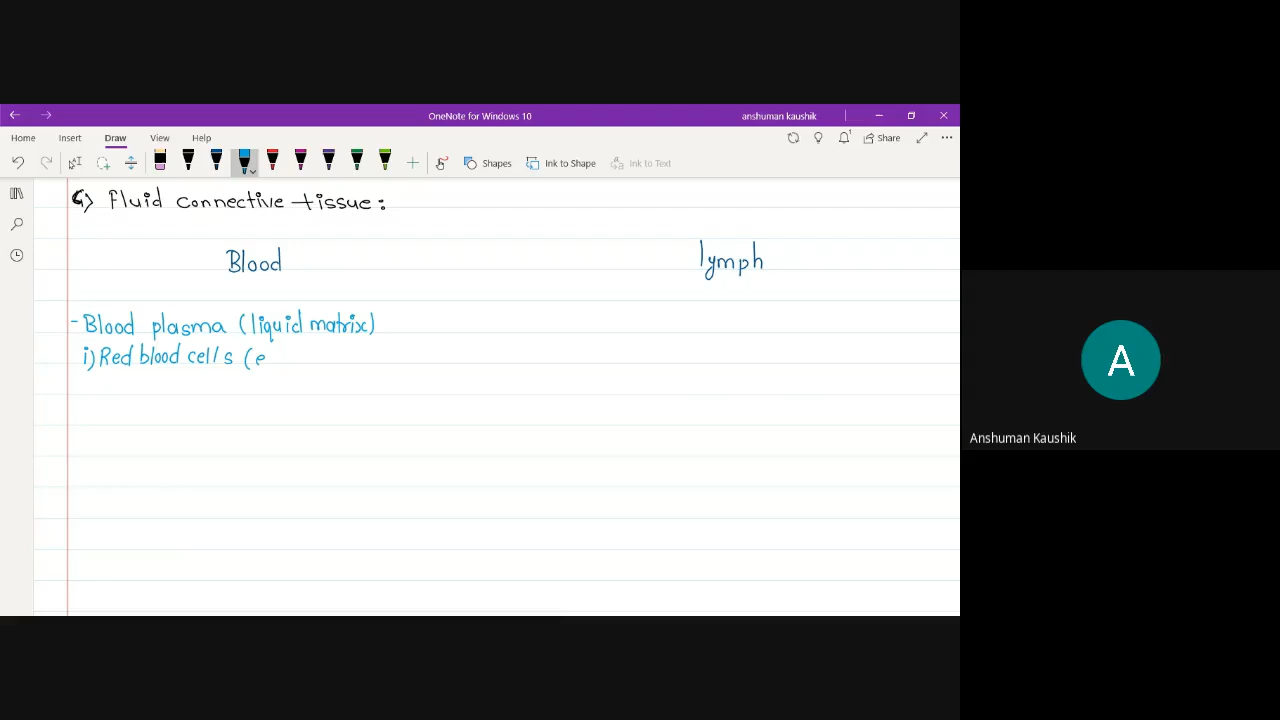 OneNote for Windows 10
anshuman kaushik
Home Insert Draw View Help
Share
Shapes Ink to Shape Ink to Text
Fluid connective tissue:
Blood lymph
- Blood plasma (liquid matrix)
i) Red blood cells (e
A
Anshuman Kaushik